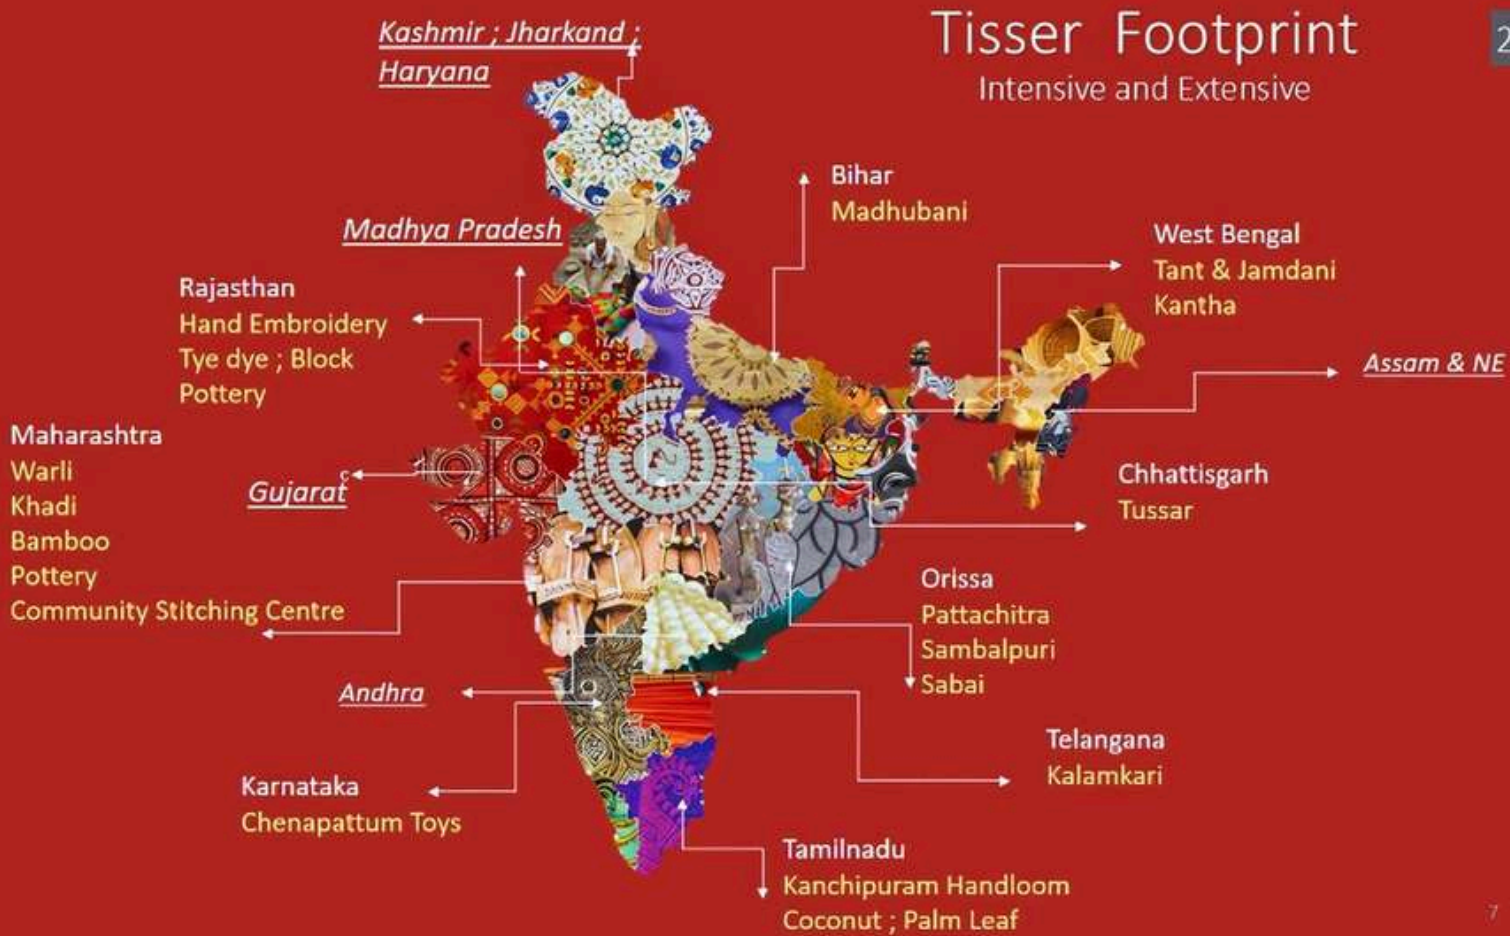 Tisser Footprint
Intensive and Extensive
2
Kashmir ; Jharkand ;
Haryana
Bihar
Madhubani
Madhya Pradesh
West Bengal
Tant & Jamdani
Kantha
Rajasthan
Hand Embroidery
Tye dye ; Block
Pottery
Assam & NE
Maharashtra
Warli
Khadi
Bamboo
Pottery
Community Stitching Centre
Gujarat
Chhattisgarh
Tussar
Orissa
Pattachitra
Sambalpuri
Sabai
Andhra
Telangana
Kalamkari
Karnataka
Chenapattum Toys
Tamilnadu
Kanchipuram Handloom
Coconut ; Palm Leaf
7